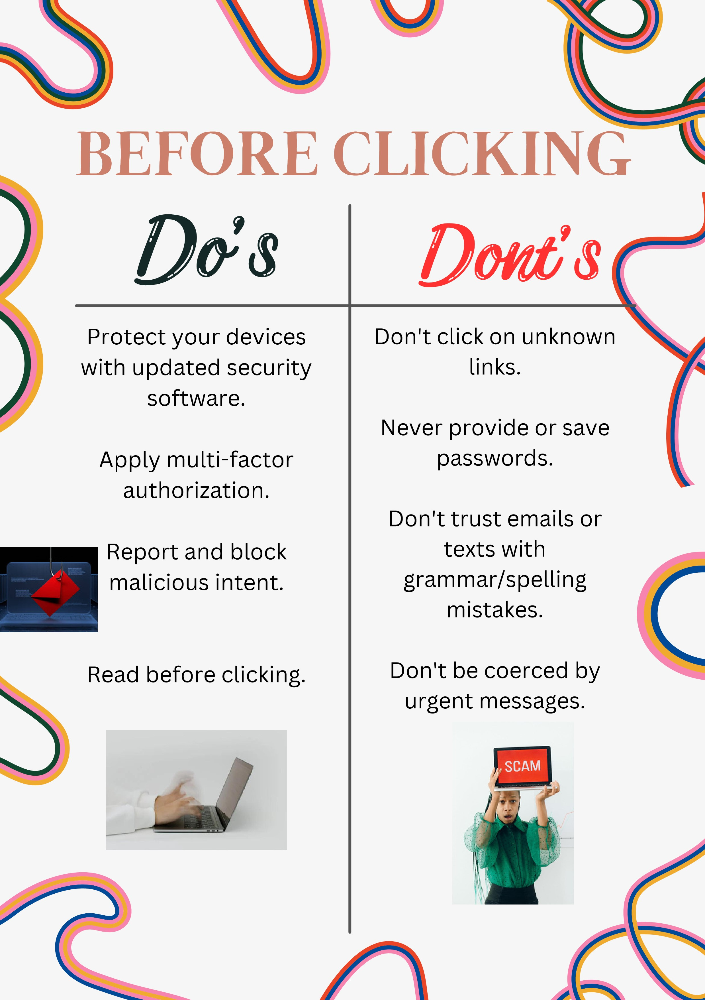 BEFORE CLICKING
Do's
Dont's
Protect your devices
with updated security
software.
Apply multi-factor
authorization.
Report and block
malicious intent.
Read before clicking.
Don't click on unknown
links.
Never provide or save
passwords.
Don't trust emails or
texts with
grammar/spelling
mistakes.
Don't be coerced by
urgent messages.
SCAM